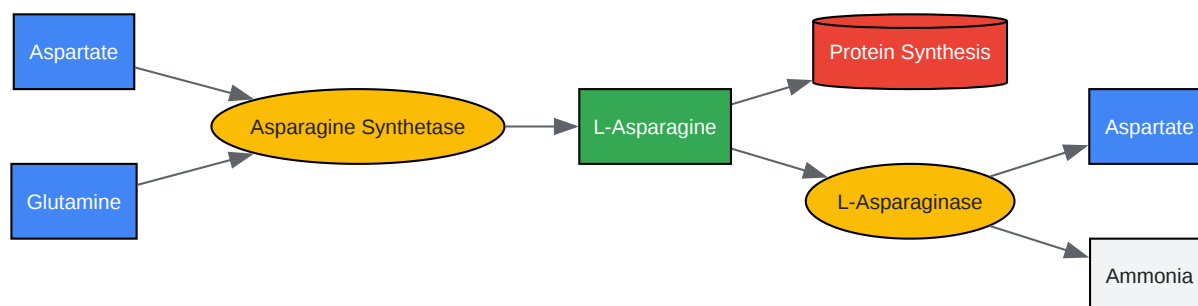 Aspartate
Glutamine
Asparagine Synthetase
L-Asparagine
Protein Synthesis
L-Asparaginase
Aspartate
Ammonia